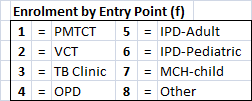 Enrolment by Entry Point (f)
1 = PMTCT 5 = IPD-Adult
2 = VCT 6 = IPD-Pediatric
3 = TB Clinic 7 = MCH-child
4 = OPD 8 = Other